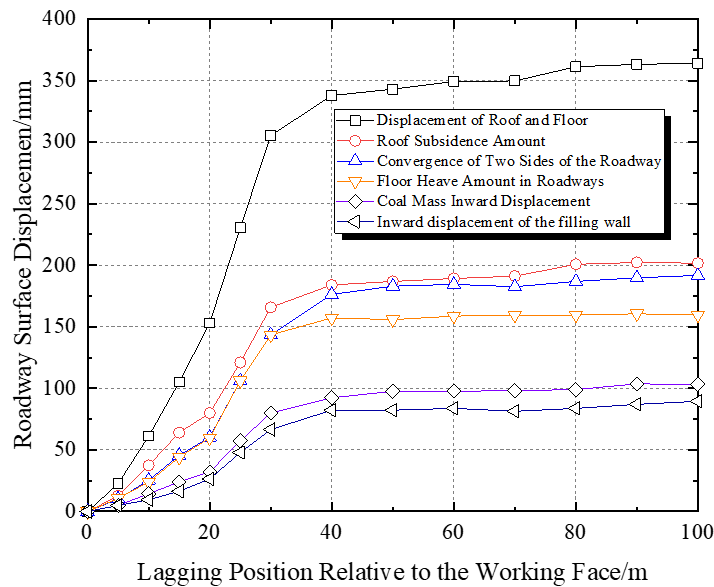 400
350
300
250
200
150
100
50
0
Roadway Surface Displacemen/mm
Displacement of Roof and Floor
Roof Subsidence Amount
Convergence of Two Sides of the Roadway
Floor Heave Amount in Roadways
Coal Mass Inward Displacement
Inward displacement of the filling wall
0 20 40 60 80 100
Lagging Position Relative to the Working Face/m